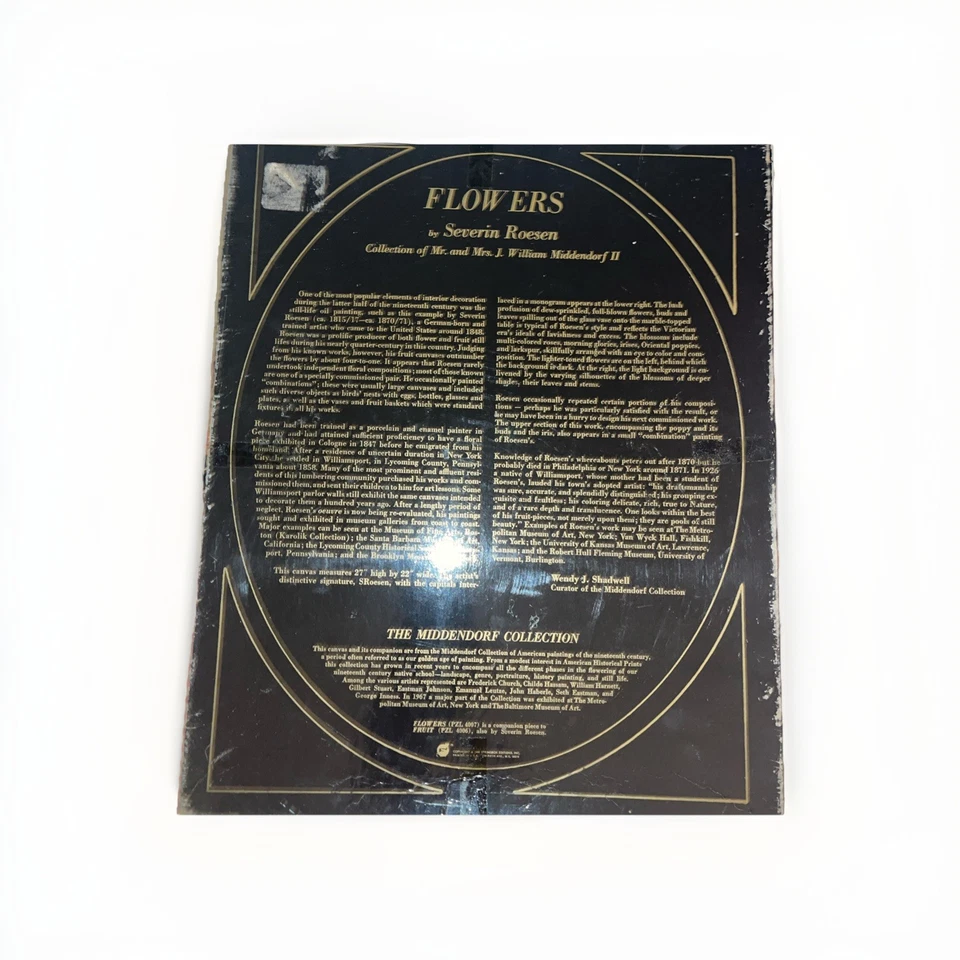 FLOWERS
by Severin Roesen
Collection of Mr. and Mrs. J. William Middendorf II
One of the most popular elements of interior decoration
during the latter half of the nineteenth century was the
still-life oil painting, such as this example by Severin
Roesen (ca. 1815/17—ca. 1870/71), a German-born and
trained artist who came to the United States around 1848.
Roesen was a prolific producer of both flower and fruit still
lifes during his nearly quarter-century in this country. Judging
from his known works, however, his fruit canvases outnumber
the flowers by about four-to-one. It appears that Roesen rarely
undertook independent floral compositions; most of those known
are one of a specially commissioned pair. He occasionally painted
"combinations"; these were usually large canvases and included
such diverse objects as birds' nests with eggs, bottles, glasses and
plates, as well as the vases and fruit baskets which were standard
fixtures in all his works.
Roesen had been trained as a porcelain and enamel painter in
Germany and had attained sufficient proficiency to have a floral
piece exhibited in Cologne in 1847 before he emigrated from his
homeland. After a residence of uncertain duration in New York
City, he settled in Williamsport, in Lycoming County, Pennsyl-
vania about 1858. Many of the most prominent and affluent resi-
dents of this lumbering community purchased his works and com-
missioned them, and sent their children to him for art lessons. Some
Williamsport parlor walls still exhibit the same canvases intended
to decorate them a hundred years ago. After a lengthy period of
neglect, Roesen's oeuvre is now being re-evaluated, his paintings
sought and exhibited in museum galleries from coast to coast.
Major examples can be seen at the Museum of Fine Arts, Bos-
ton (Karolik Collection); the Santa Barbara Museum of Art,
California; the Lycoming County Historical
port, Pennsylvania; and the Brooklyn
This canvas measures 27" high by 22" wide. The artist's
distinctive signature, SRoesen, with the capitals inter-
laced in a monogram appears at the lower right. The lush
profusion of dew-sprinkled, full-blown flowers, buds and
leaves spilling out of the glass vase onto the marble-topped
table is typical of Roesen's style and reflects the Victorian
era's ideals of lavishness and excess. The blossoms include
multi-colored roses, morning glories, irises, Oriental poppies,
and larkspur, skillfully arranged with an eye to color and com-
position. The lighter-toned flowers are on the left, behind which
the background is dark. At the right, the light background is en-
livened by the varying silhouettes of the blossoms of deeper
shades, their leaves and stems.
Roesen occasionally repeated certain portions of his composi-
tions — perhaps he was particularly satisfied with the result, or
he may have been in a hurry to design his next commissioned work.
The upper section of this work, encompassing the poppy and its
buds and the iris, also appears in a small "combination" painting
of Roesen's.
Knowledge of Roesen's whereabouts peters out after 1870 but he
probably died in Philadelphia or New York around 1871. In 1926
a native of Williamsport, whose mother had been a student of
Roesen's, lauded his town's adopted artist: "his draftsmanship
was sure, accurate, and splendidly distinguished; his grouping ex-
quisite and faultless; his coloring delicate, rich, true to Nature,
and of a rare depth and translucence. One looks within the best
of his fruit-pieces, not merely upon them; they are pools of still
beauty." Examples of Roesen's work may be seen at The Metro-
politan Museum of Art, New York; Van Wyck Hall, Fishkill,
New York; the University of Kansas Museum of Art, Lawrence,
Kansas; and the Robert Hull Fleming Museum, University of
Vermont, Burlington.
Wendy J. Shadwell
Curator of the Middendorf Collection
THE MIDDENDORF COLLECTION
This canvas and its companion are from the Middendorf Collection of American paintings of the nineteenth century,
a period often referred to as our golden age of painting. From a modest interest in American Historical Prints
this collection has grown in recent years to encompass all the different phases in the flowering of our
nineteenth century native school—landscape, genre, portraiture, history painting, and still life.
Among the various artists represented are Frederick Church, Childe Hassam, William Harnett,
Gilbert Stuart, Eastman Johnson, Emanuel Leutze, John Haberle, Seth Eastman, and
George Inness. In 1967 a major part of the Collection was exhibited at The Metro-
politan Museum of Art, New York and The Baltimore Museum of Art.
FLOWERS (PZL 4007) is a companion piece to
FRUIT (PZL 4006), also by Severin Roesen.